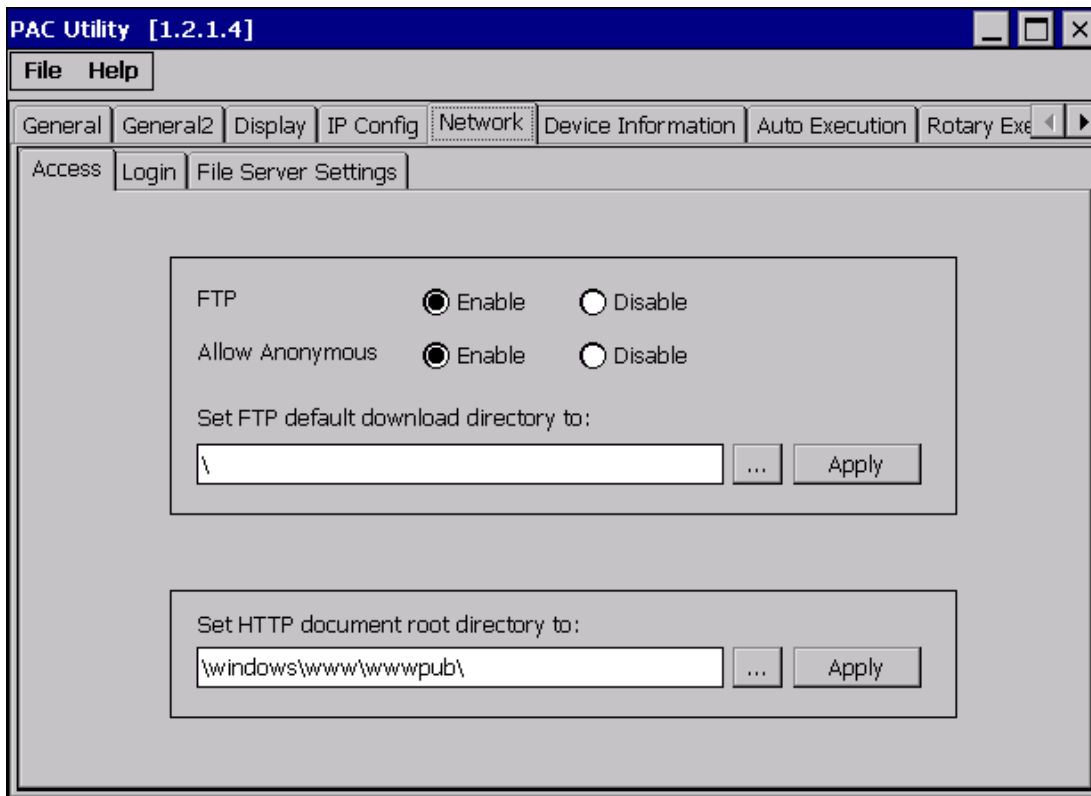 PAC Utility [1.2.1.4]
File Help
General General2 Display IP Config Network Device Information Auto Execution Rotary Exe
Access Login File Server Settings
FTP Enable Disable
Allow Anonymous Enable Disable
Set FTP default download directory to:
\ ... Apply
Set HTTP document root directory to:
\windows\www\wwwpub\ ... Apply